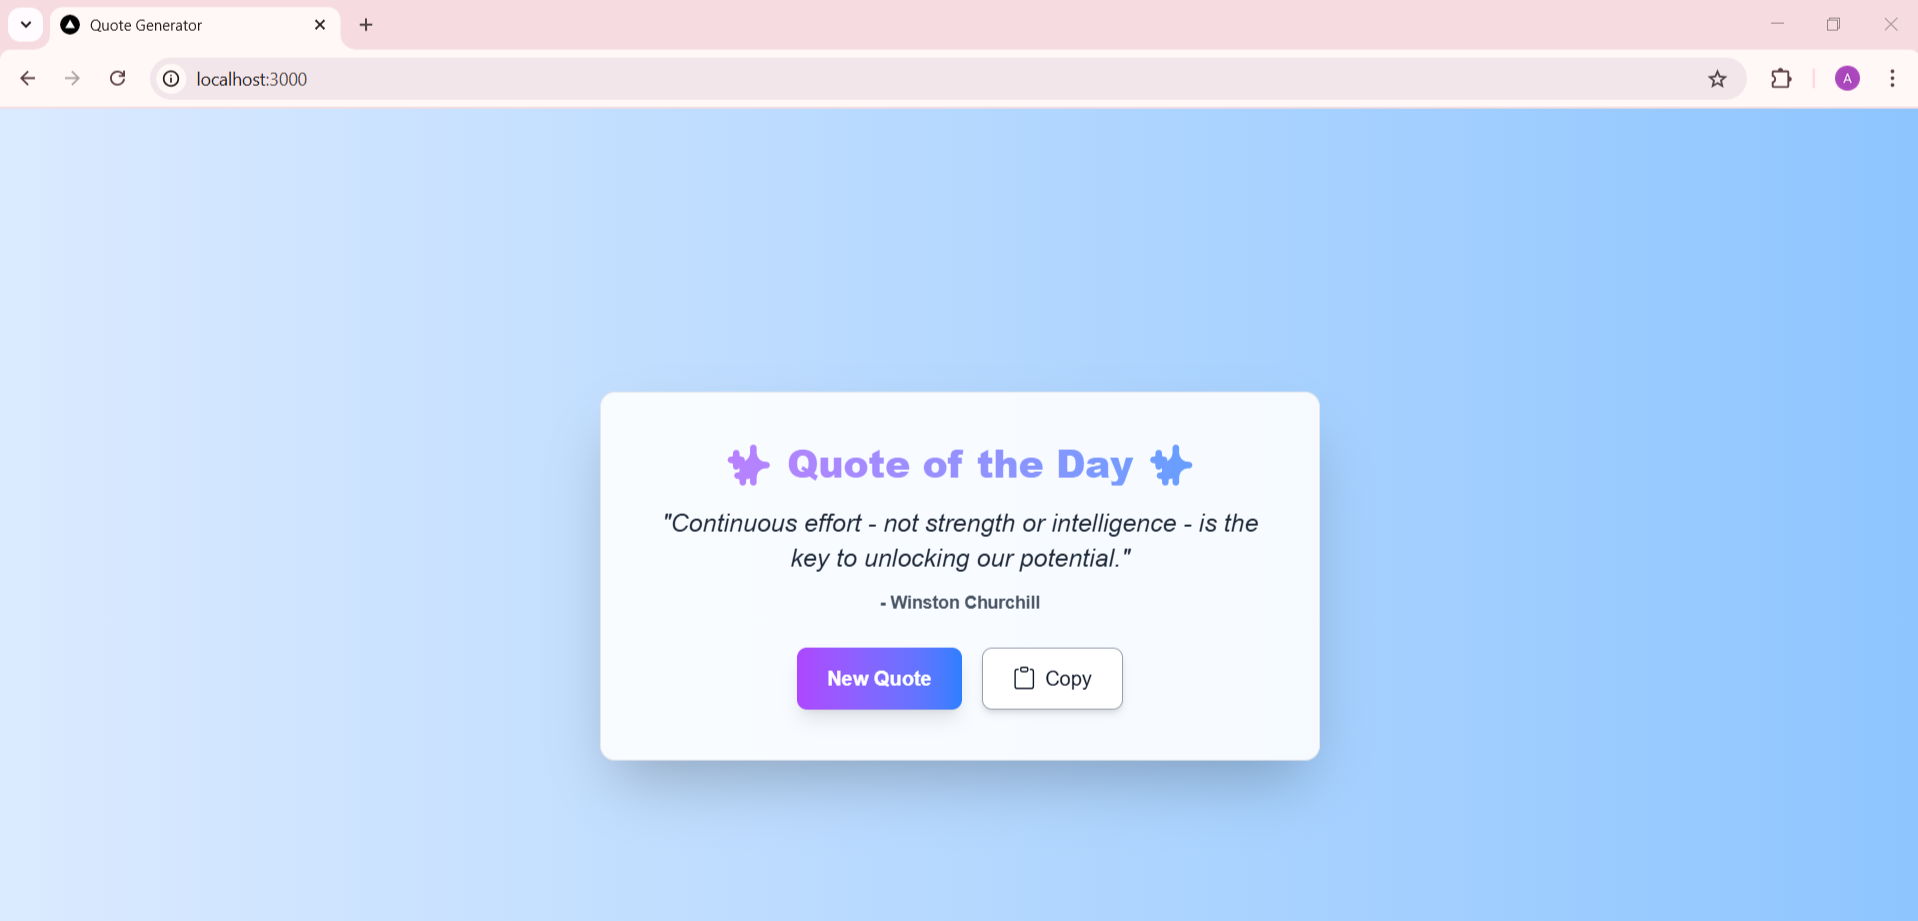 Quote Generator
localhost:3000
A
Quote of the Day
"Continuous effort - not strength or intelligence - is the
key to unlocking our potential."
- Winston Churchill
New Quote
Copy